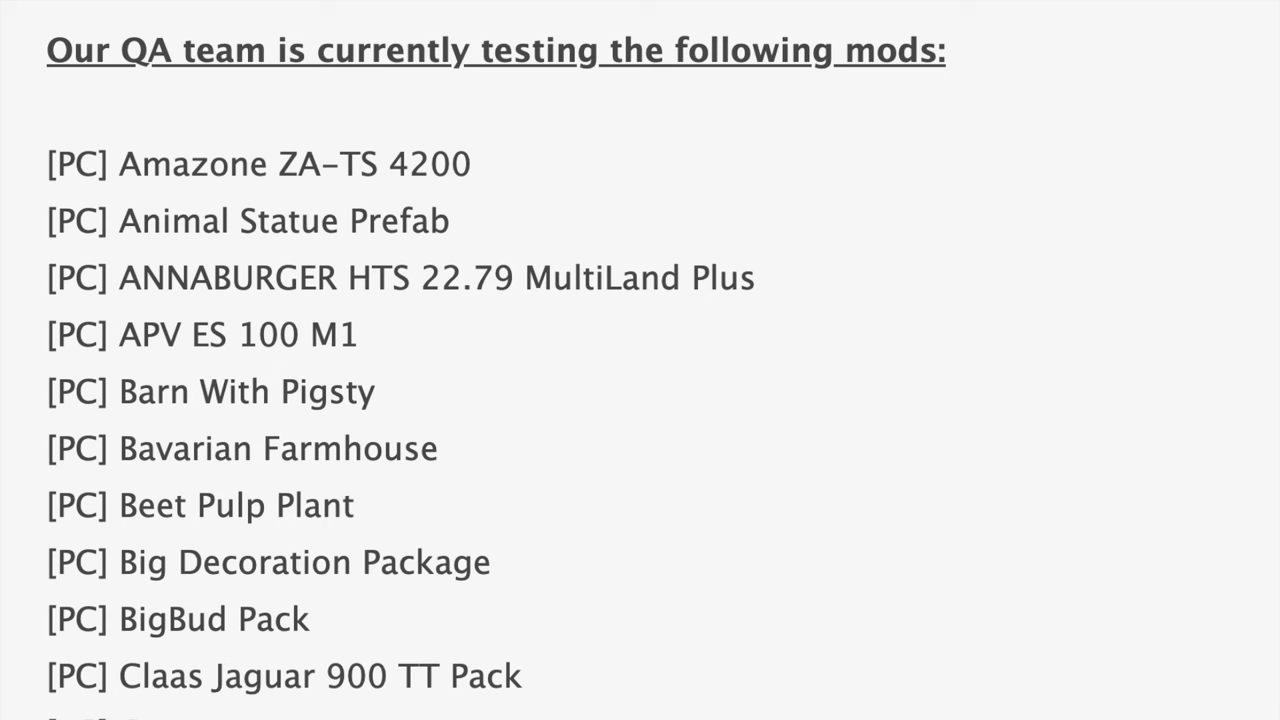 Our QA team is currently testing the following mods:
[PC] Amazone ZA-TS 4200
[PC] Animal Statue Prefab
[PC] ANNABURGER HTS 22.79 MultiLand Plus
[PC] APV ES 100 M1
[PC] Barn With Pigsty
[PC] Bavarian Farmhouse
[PC] Beet Pulp Plant
[PC] Big Decoration Package
[PC] BigBud Pack
[PC] Claas Jaguar 900 TT Pack